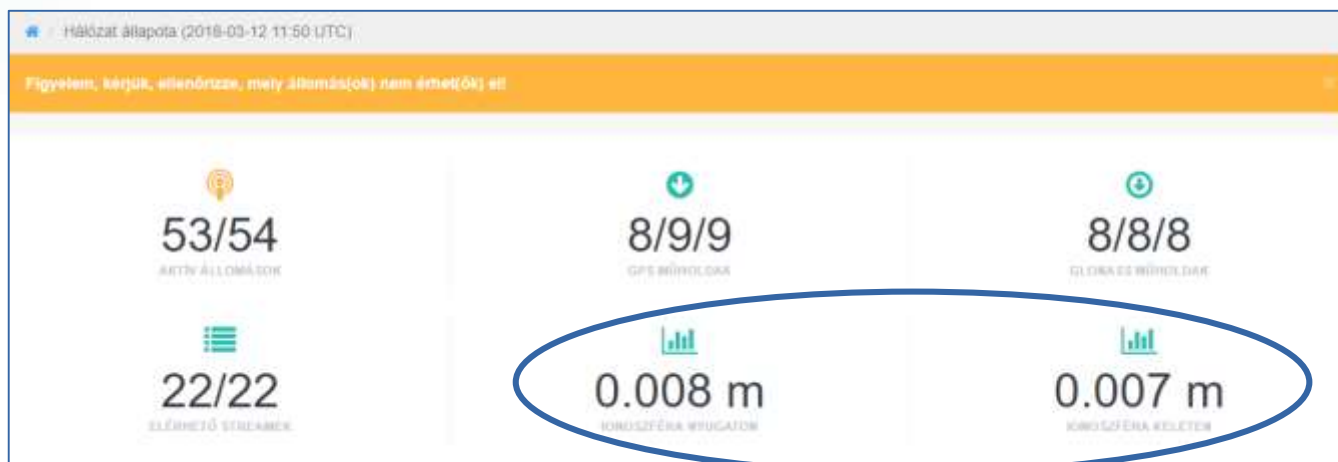 Hálózat állapota (2018-03-12 11:50 UTC)
Figyelem, kérjük, ellenőrizze, mely állomás(ok) nem érhet(ők) el!
53/54
AKTÍV ÁLLOMÁSOK
8/9/9
GPS MŰHOLDAK
8/8/8
GLONASS MŰHOLDAK
22/22
ELÉRHETŐ STREAMEK
0.008 m
IONOSZFÉRA NYUGATON
0.007 m
IONOSZFÉRA KELETEN